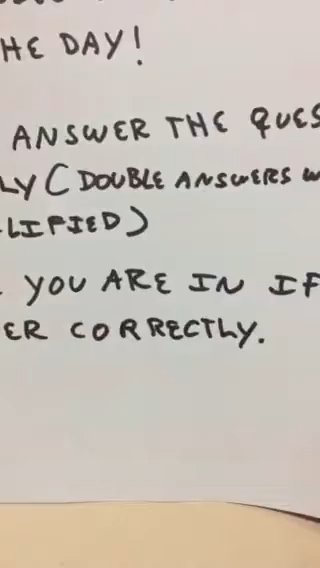 HE DAY!
ANSWER THE QUES
LY (DOUBLE ANSWERS W
LIFIED)
YOU ARE IN IF
ER CORRECTLY.